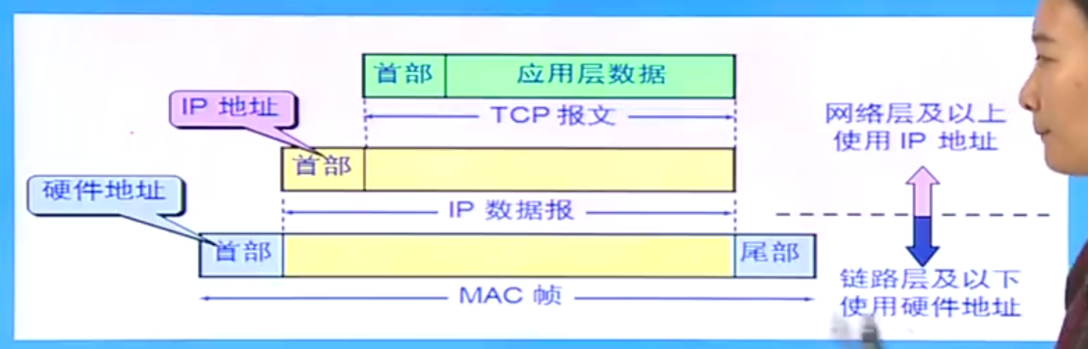 首部 应用层数据
TCP 报文
IP 地址
首部
IP 数据报
硬件地址
首部 尾部
MAC 帧
网络层及以上
使用 IP 地址
链路层及以下
使用硬件地址